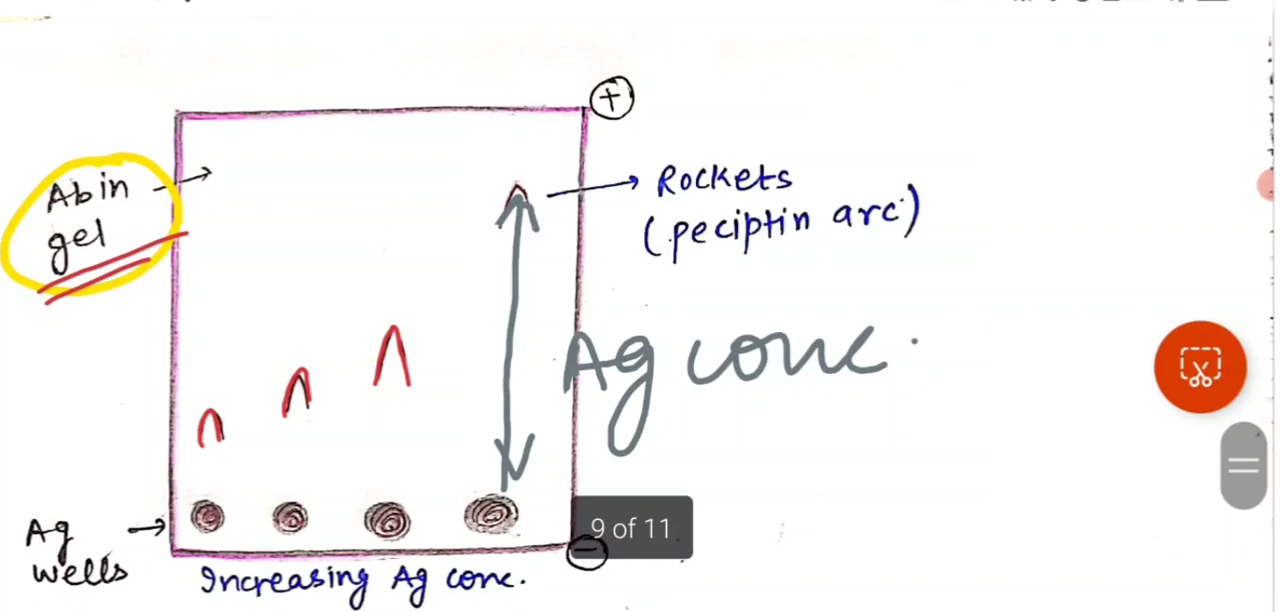 +
Ab in
gel
Rockets
(peciptin arc)
Ag conc.
Ag
wells
9 of 11
−
Increasing Ag conc.